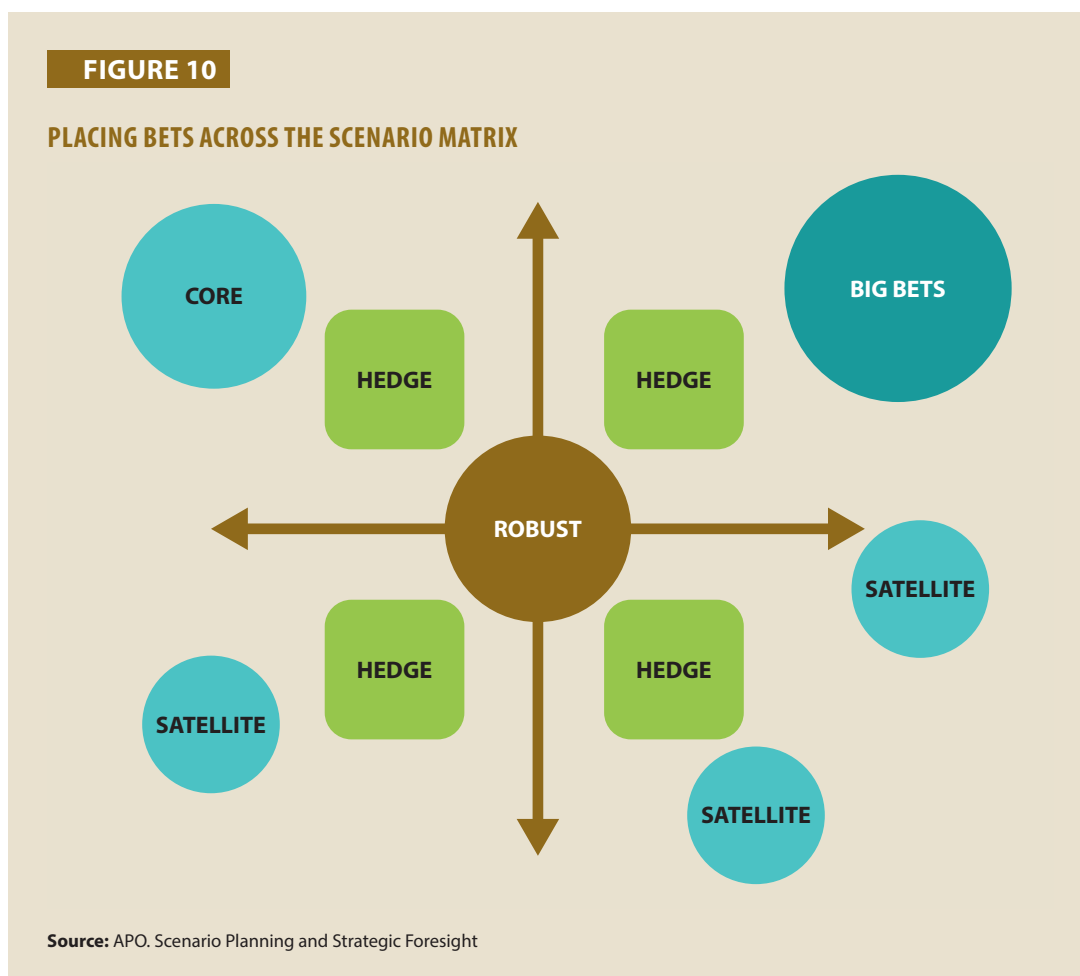 FIGURE 10
PLACING BETS ACROSS THE SCENARIO MATRIX
CORE
BIG BETS
HEDGE
HEDGE
ROBUST
SATELLITE
HEDGE
HEDGE
SATELLITE
SATELLITE
Source: APO. Scenario Planning and Strategic Foresight